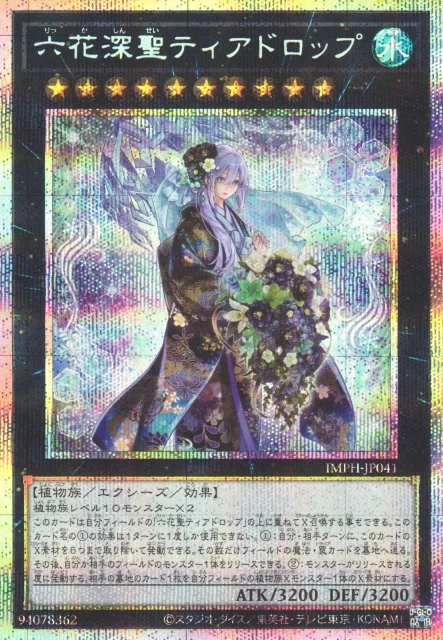 六花深聖ティアドロップ
水
IMPH-JP041
【植物族／エクシーズ／効果】
植物族レベル１０モンスター×２
このカードは自分フィールドの「六花聖ティアドロップ」の上に重ねてX召喚する事もできる。この
カード名の①の効果は１ターンに１度しか使用できない。①：自分・相手ターンに、このカードの
X素材を６つまで取り除いて発動できる。その数だけフィールドの魔法・罠カードを墓地へ送る。
その後、自分か相手のフィールドのモンスター１体をリリースできる。②：モンスターがリリースされる
度に発動する。相手の墓地のカード１枚を自分フィールドの植物族Xモンスター１体のX素材にする。
ATK/3200 DEF/3200
94078362 ©スタジオ・ダイス／集英社・テレビ東京・KONAMI